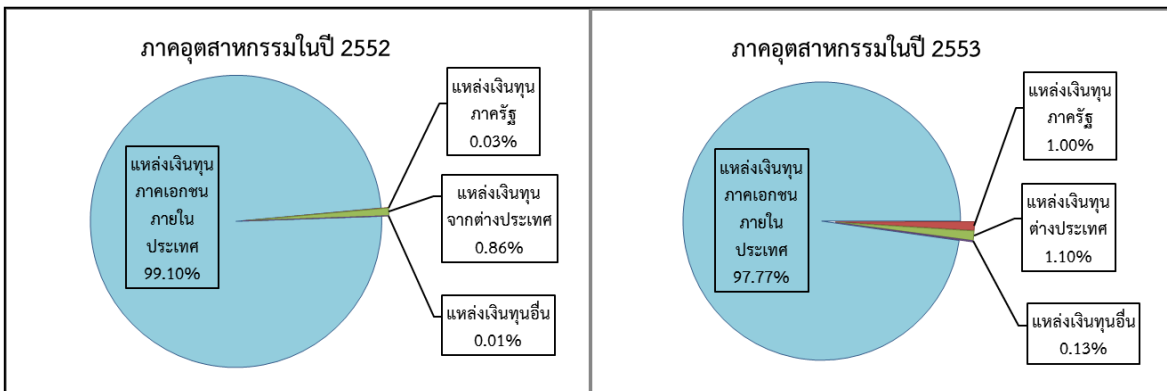 ภาคอุตสาหกรรมในปี 2552
แหล่งเงินทุน
ภาครัฐ
0.03%
แหล่งเงินทุน
ภาคเอกชน
ภายใน
ประเทศ
99.10%
แหล่งเงินทุน
จากต่างประเทศ
0.86%
แหล่งเงินทุนอื่น
0.01%
ภาคอุตสาหกรรมในปี 2553
แหล่งเงินทุน
ภาครัฐ
1.00%
แหล่งเงินทุน
ภาคเอกชน
ภายใน
ประเทศ
97.77%
แหล่งเงินทุน
ต่างประเทศ
1.10%
แหล่งเงินทุนอื่น
0.13%